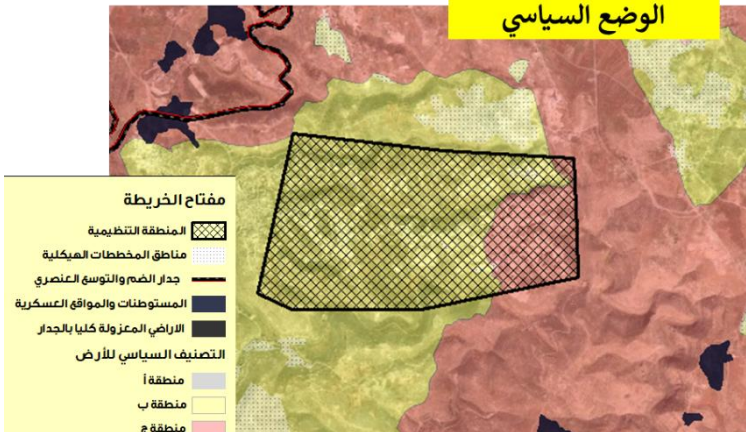 الوضع السياسي
مفتاح الخريطة
المنطقة التنظيمية
مناطق المخططات الهيكلية
جدار الضم والتوسع العنصري
المستوطنات والمواقع العسكرية
الاراضي المعزولة كليا بالجدار
التصنيف السياسي للأرض
منطقة أ
منطقة ب
منطقة ج